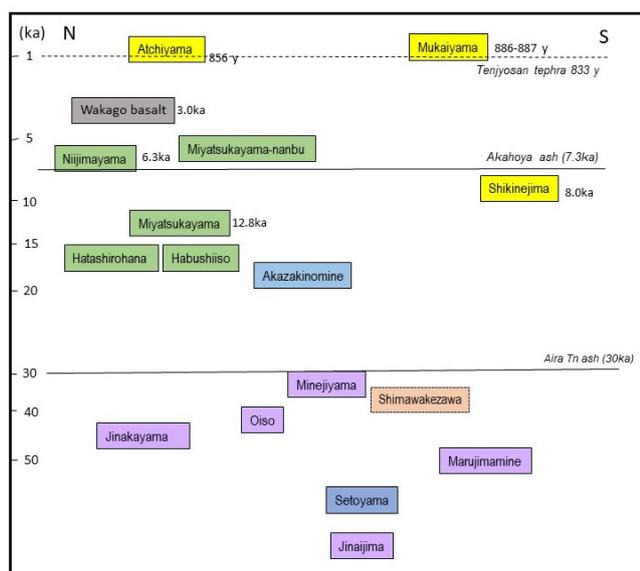 (ka) N S
Atchiyama Mukaiyama 886-887 y
1 856 y
Tenjyosan tephra 833 y
Wakago basalt 3.0ka
5 Miyatsukayama-nanbu
Niijimayama 6.3ka Akahoya ash (7.3ka)
Shikinejima 8.0ka
10
Miyatsukayama 12.8ka
15
Hatashirohana Habushiiso
Akazakinomine
20
Aira Tn ash (30ka)
30
Minejiyama
Shimawakezawa
40
Oiso
Jinakayama
50 Marujimamine
Setoyama
Jinaijima